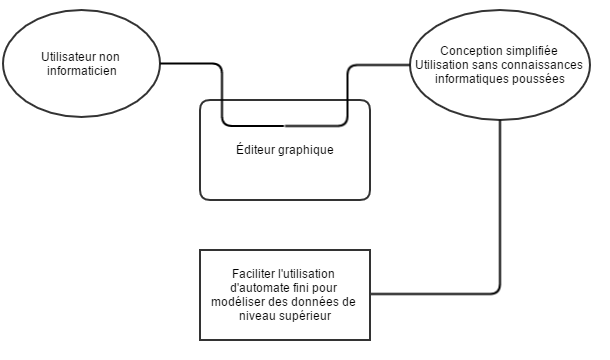 Utilisateur non
informaticien
Conception simplifiée
Utilisation sans connaissances
informatiques poussées
Éditeur graphique
Faciliter l'utilisation
d'automate fini pour
modéliser des données de
niveau supérieur